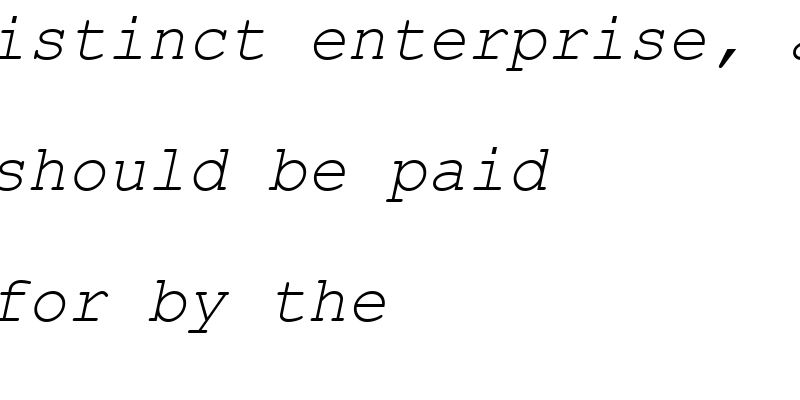 istinct enterprise,
should be paid
for by the